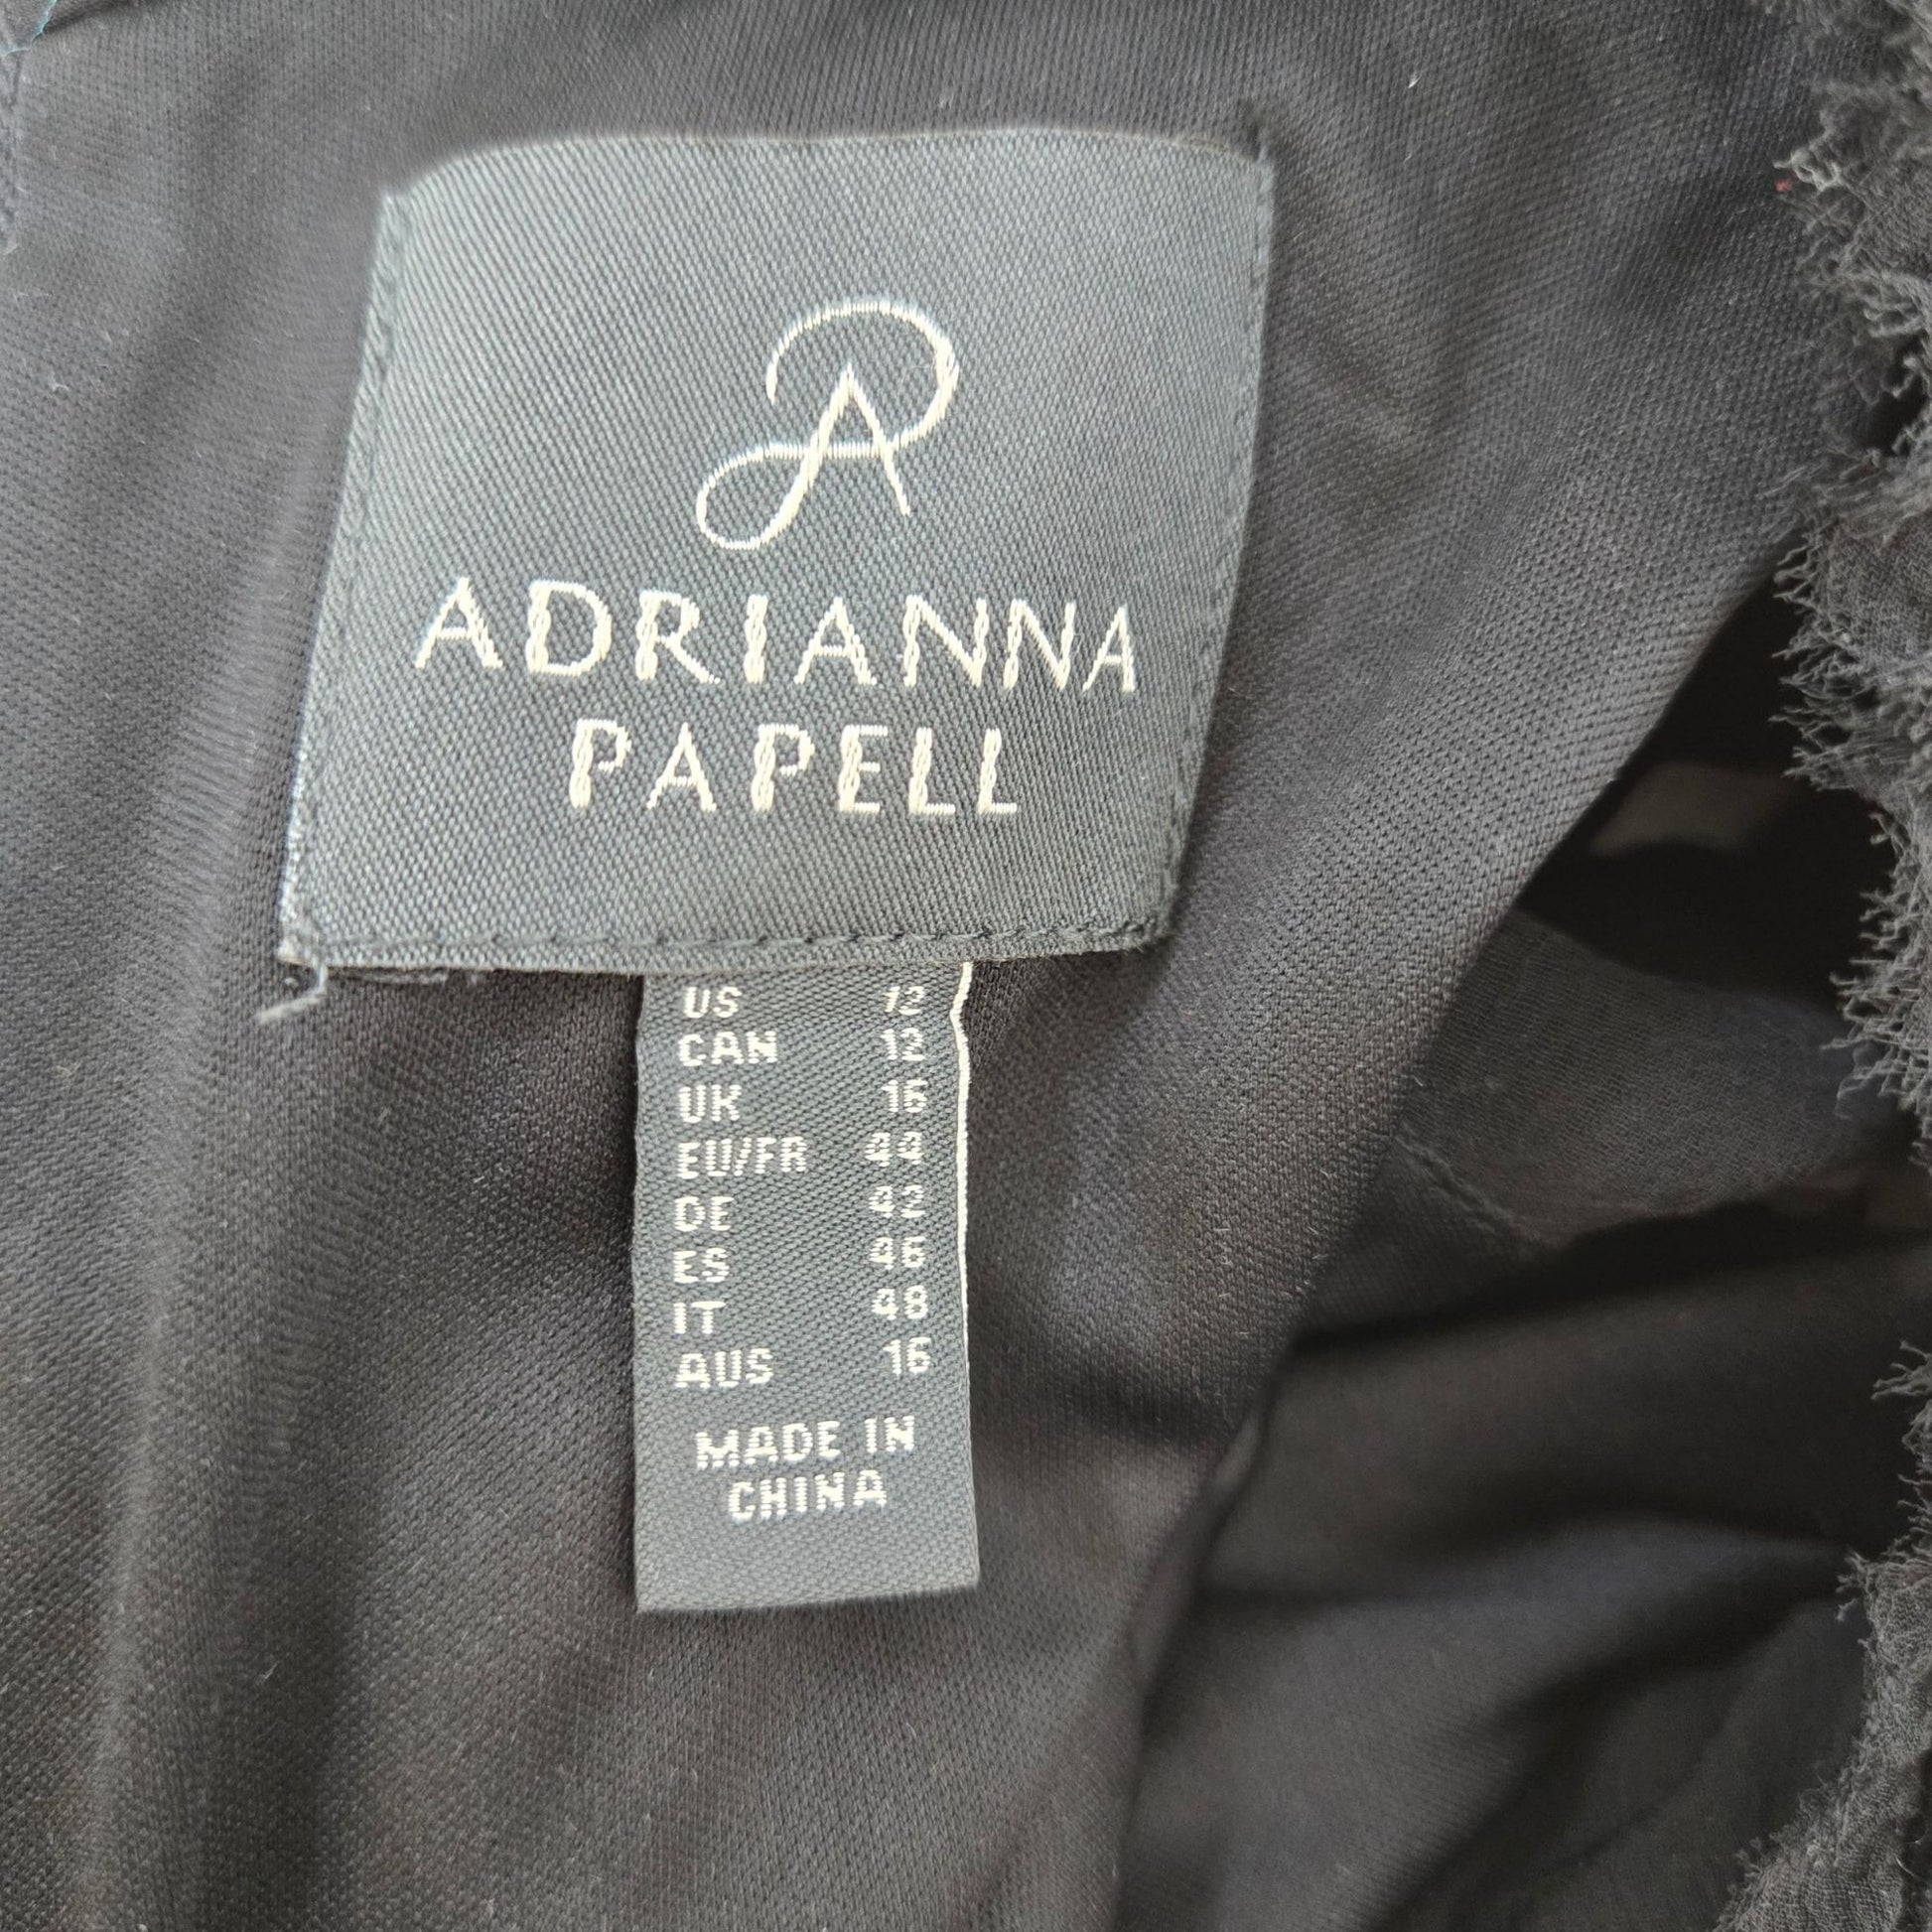 AP
ADRIANNA
PAPELL
US 12
CAN 12
UK 16
EU/FR 44
DE 42
ES 46
IT 48
AUS 16
MADE IN
CHINA